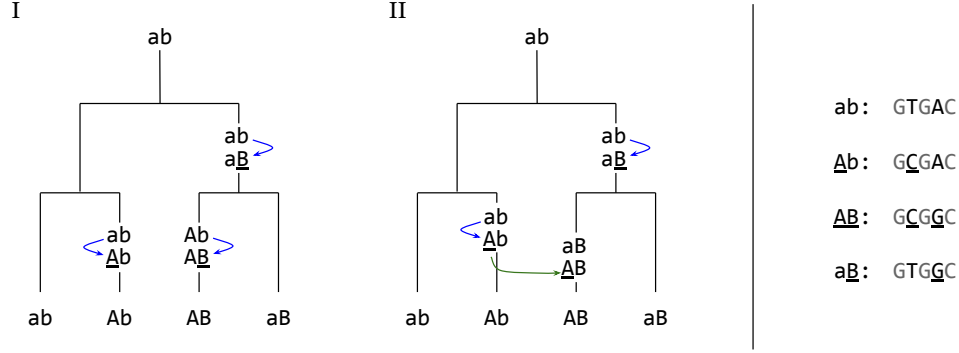 I II
ab ab
ab ab
aB aB
ab: GTGAC
Ab: GCGAC
AB: GCGGC
aB: GTGGC
ab Ab ab
Ab AB Ab
aB
AB
ab Ab AB aB ab Ab AB aB